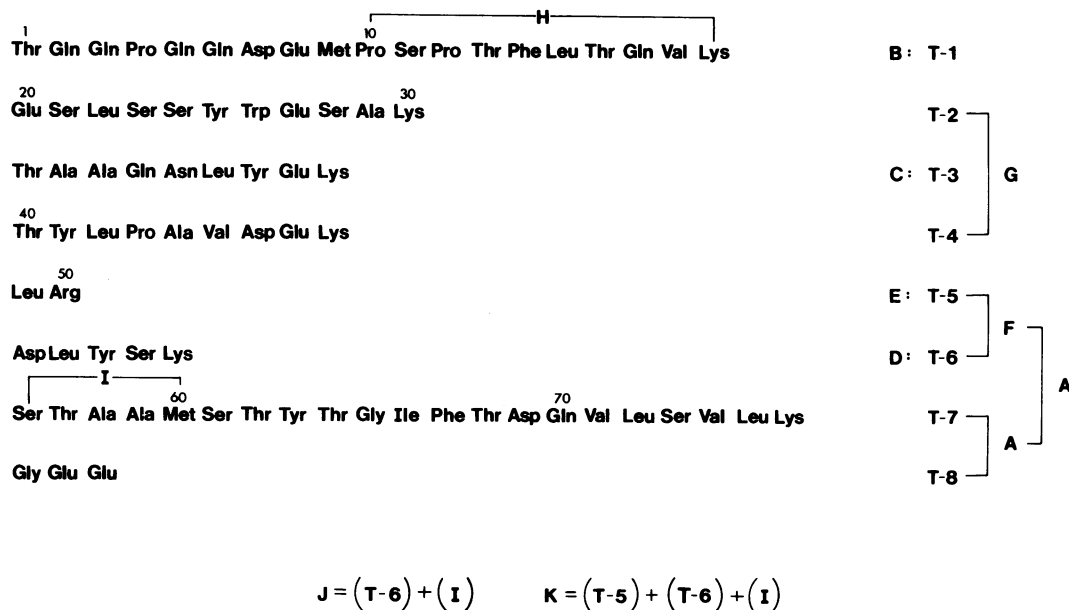 H
1 10
Thr Gln Gln Pro Gln Gln Asp Glu Met Pro Ser Pro Thr Phe Leu Thr Gln Val Lys B: T-1
20 30
Glu Ser Leu Ser Ser Tyr Trp Glu Ser Ala Lys T-2
Thr Ala Ala Gln Asn Leu Tyr Glu Lys C: T-3 G
40
Thr Tyr Leu Pro Ala Val Asp Glu Lys T-4
50
Leu Arg E: T-5
F
Asp Leu Tyr Ser Lys D: T-6
I A
60 70
Ser Thr Ala Ala Met Ser Thr Tyr Thr Gly Ile Phe Thr Asp Gln Val Leu Ser Val Leu Lys T-7
A
Gly Glu Glu T-8
J = (T-6) + (I) K = (T-5) + (T-6) + (I)